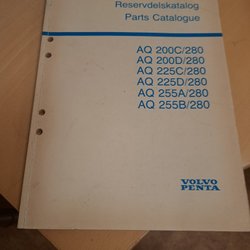 Reservdelskatalog
Parts Catalogue
AQ 200C/280
AQ 200D/280
AQ 225C/280
AQ 225D/280
AQ 255A/280
AQ 255B/280
VOLVO
PENTA